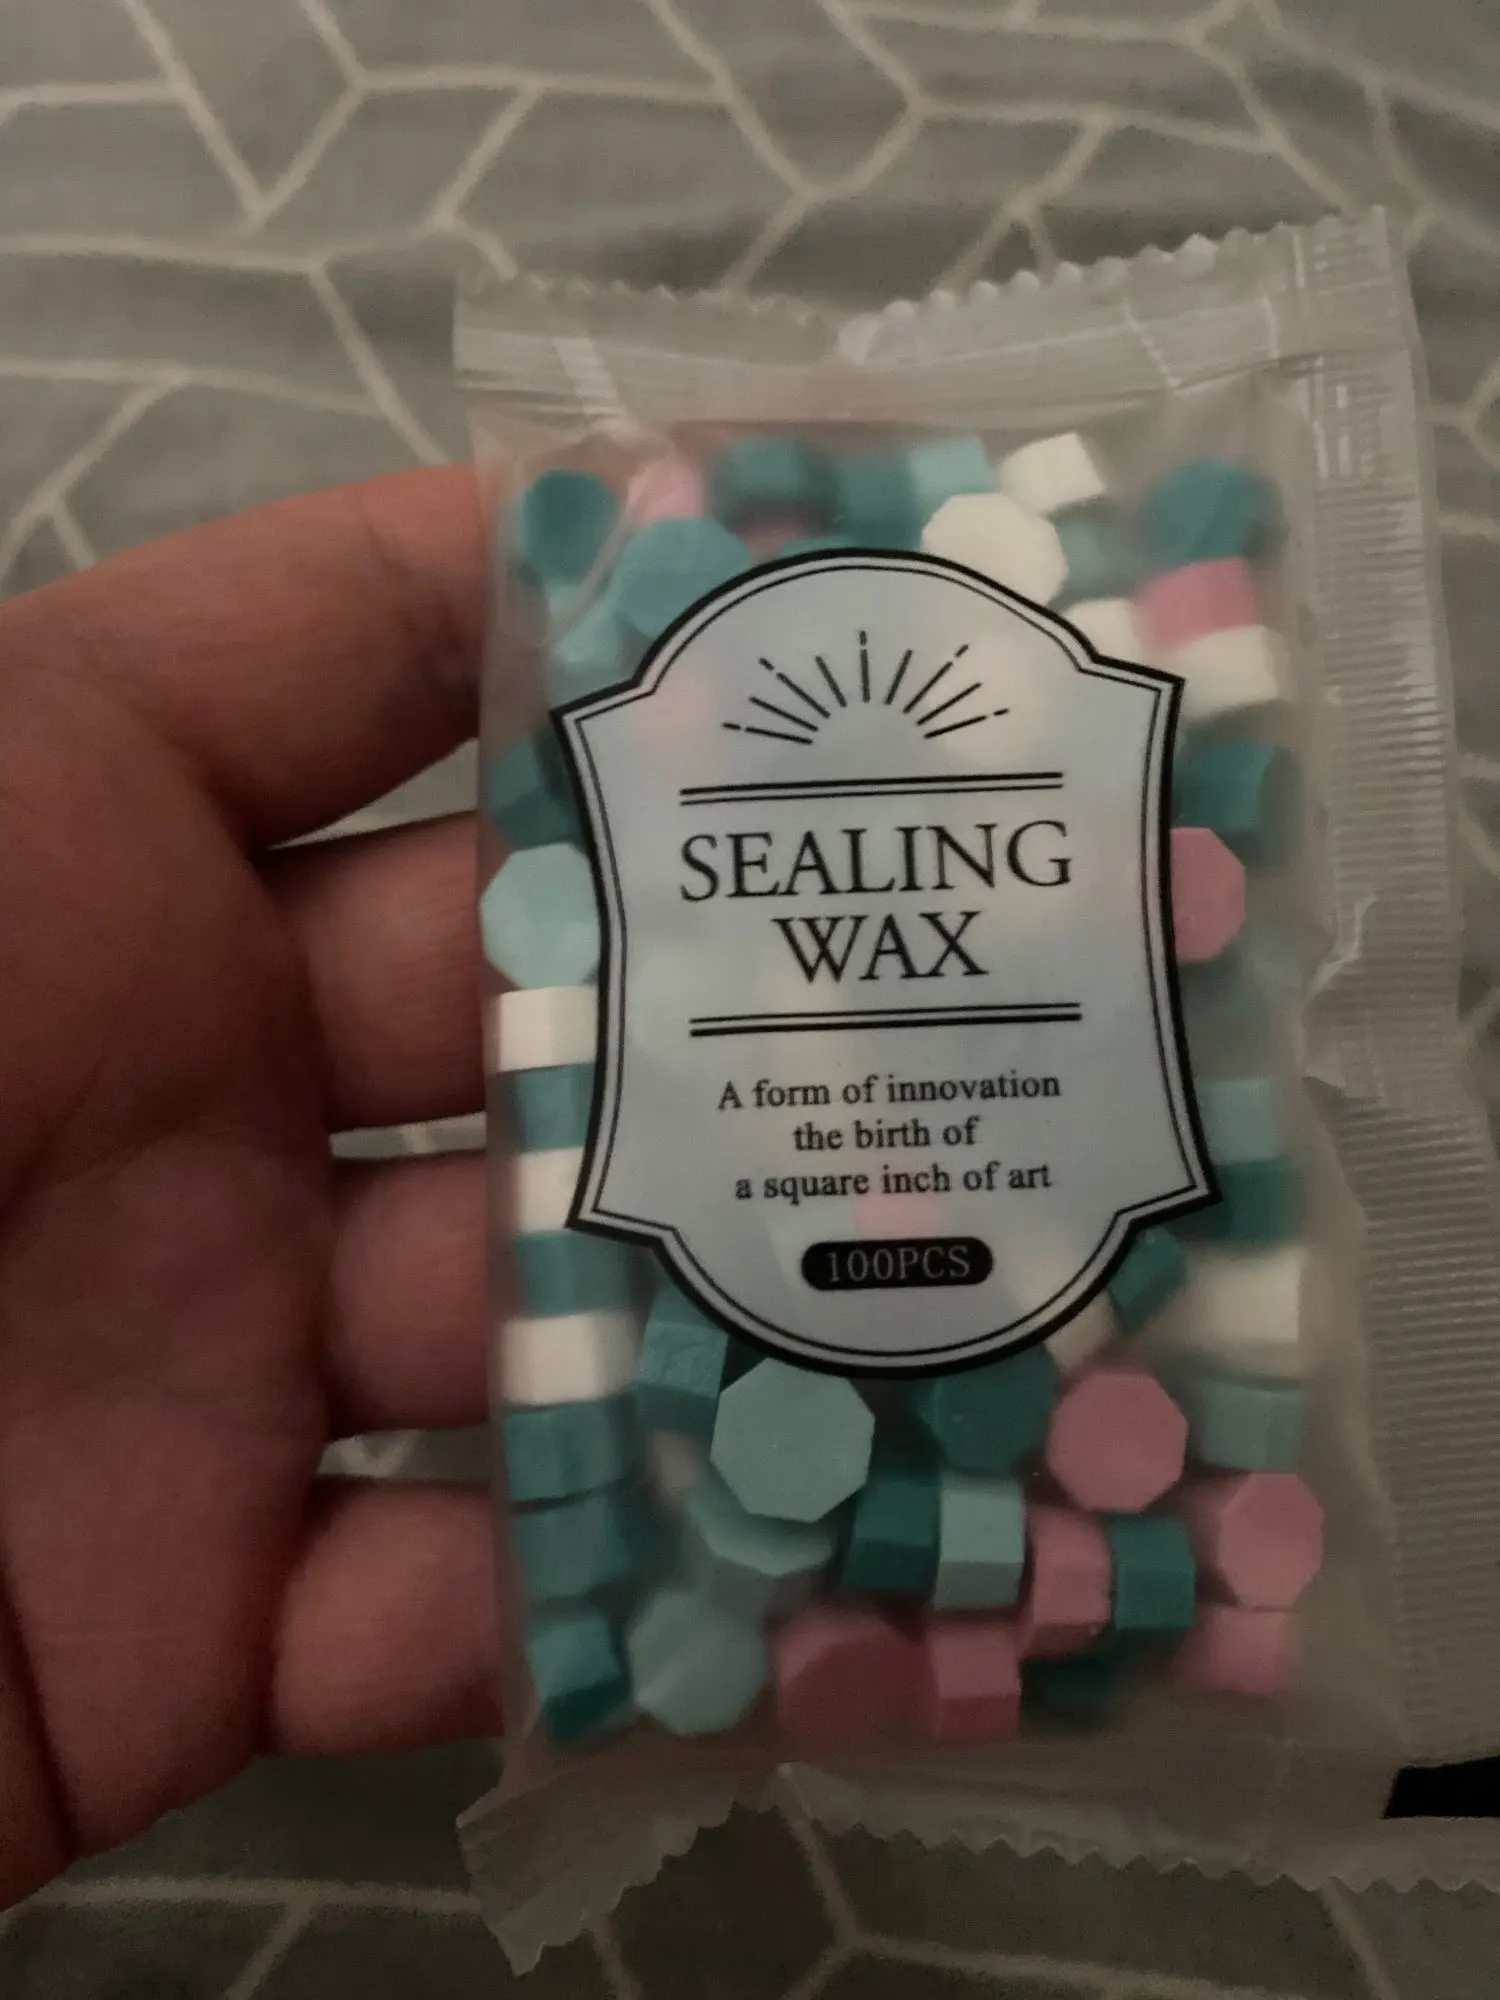 SEALING
WAX
A form of innovation
the birth of
a square inch of art
100PCS